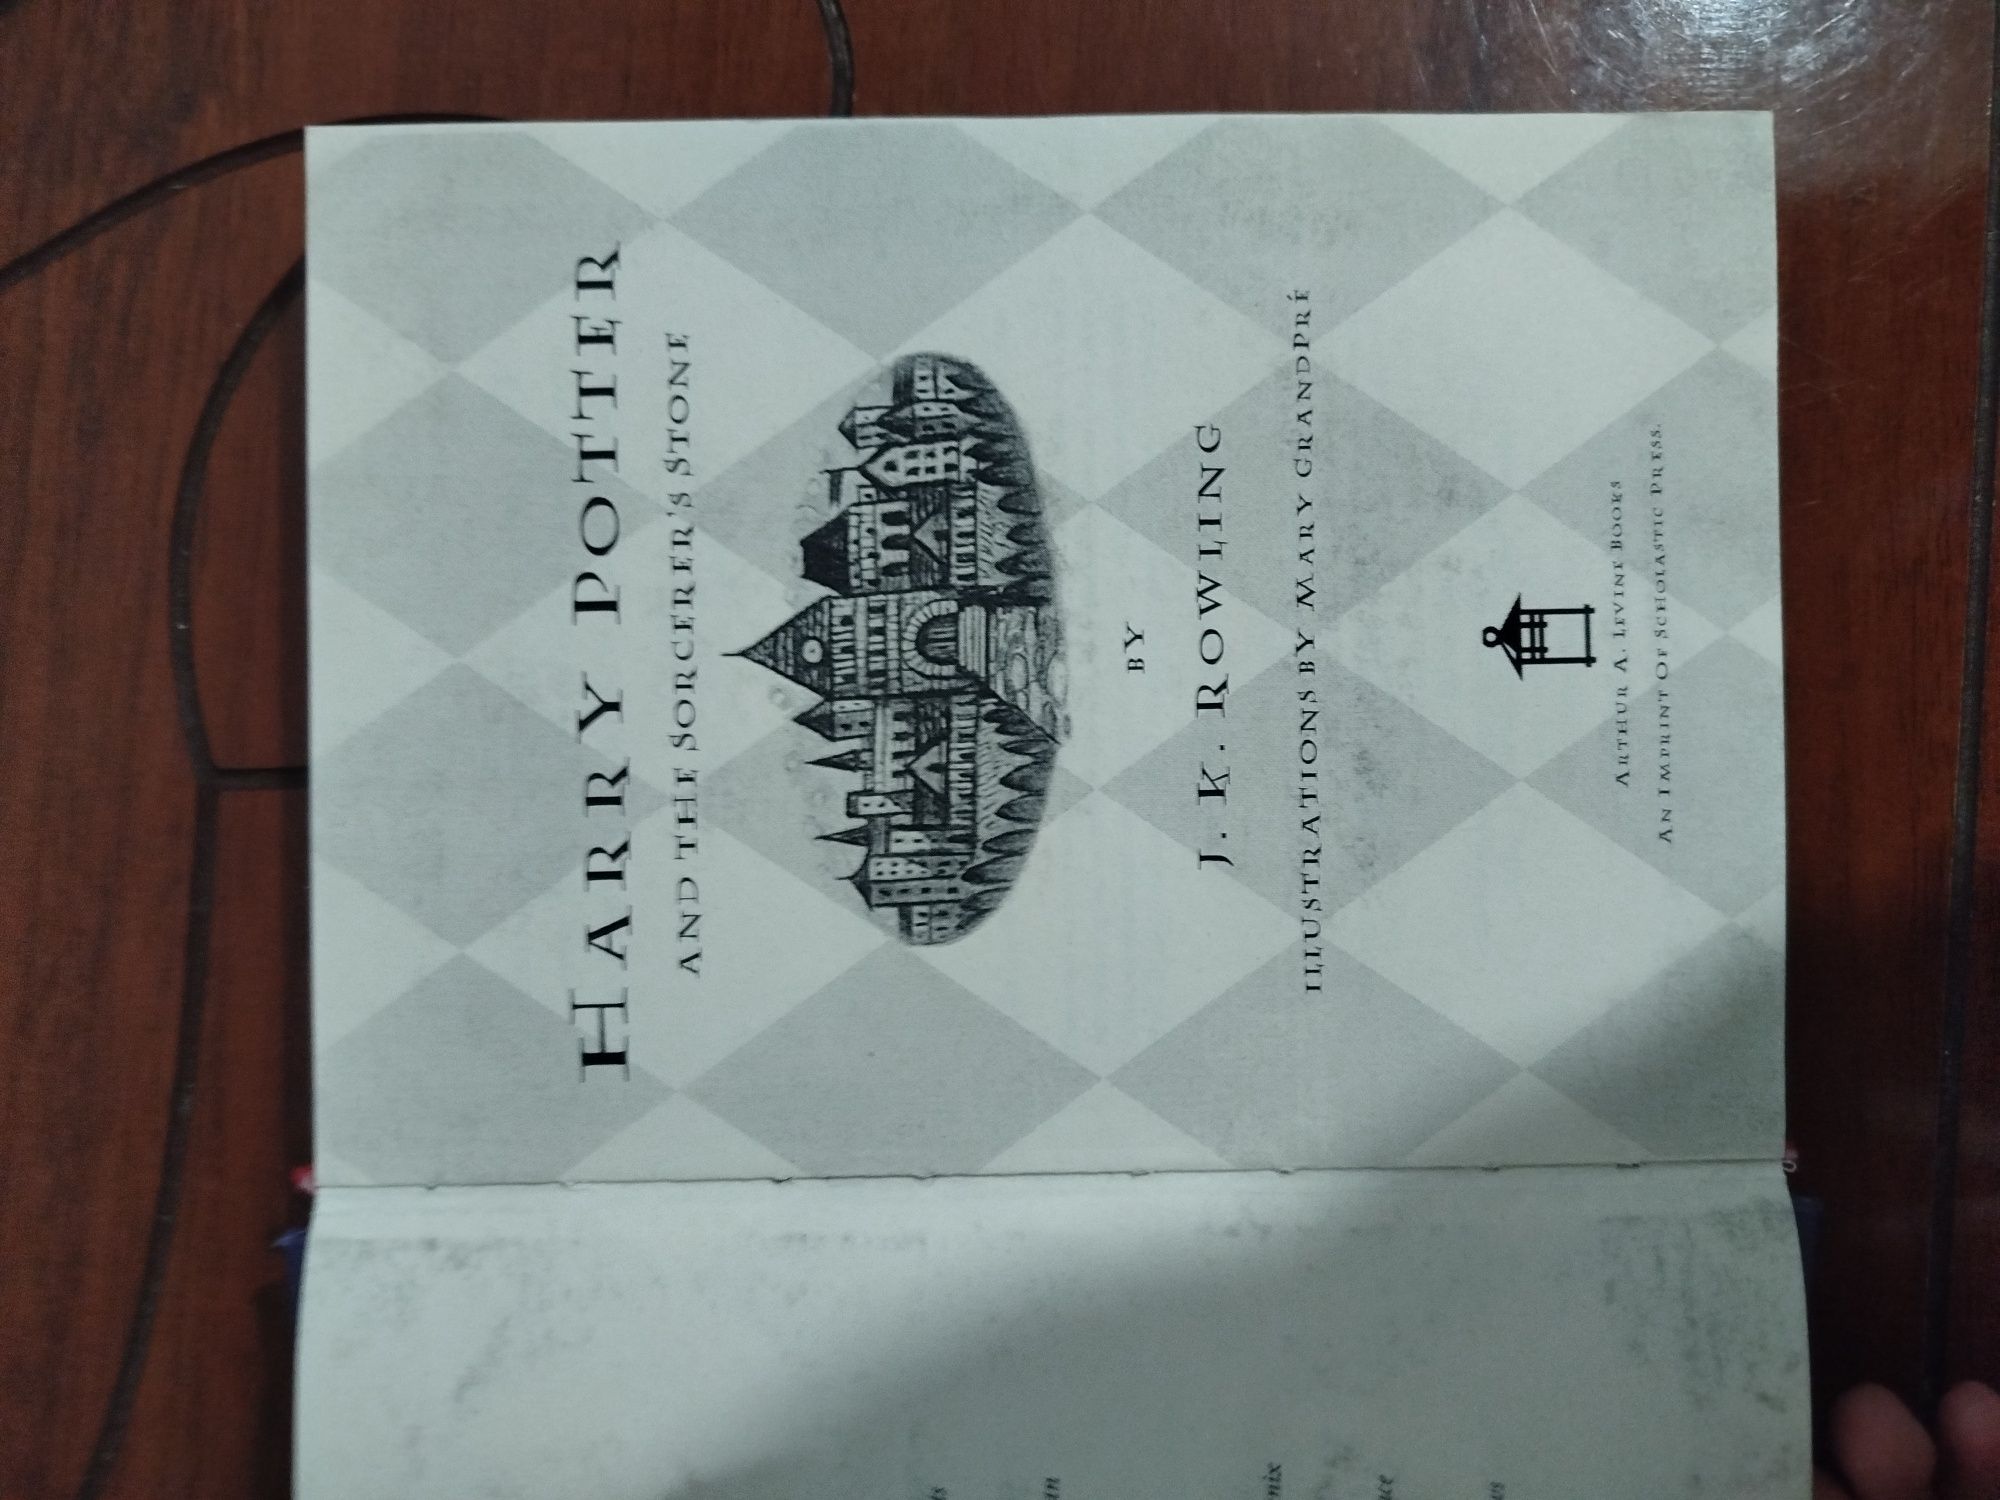 HARRY POTTER
AND THE SORCERER'S STONE
BY
J. K. ROWLING
ILLUSTRATIONS BY MARY GRANDPRÉ
ARTHUR A. LEVINE BOOKS
AN IMPRINT OF SCHOLASTIC PRESS.